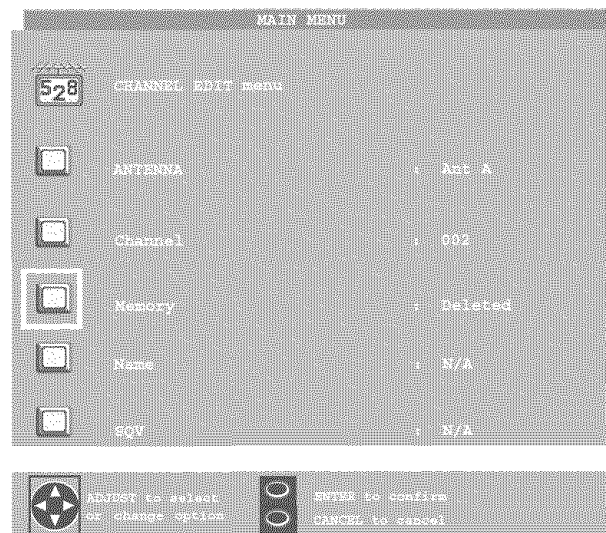 MAIN MENU
528
CHANNEL EDIT menu
ANTENNA : Ant A
Channel : 002
Memory : Deleted
Name : N/A
SQV : N/A
ADJUST to select
or change option
ENTER to confirm
CANCEL to cancel